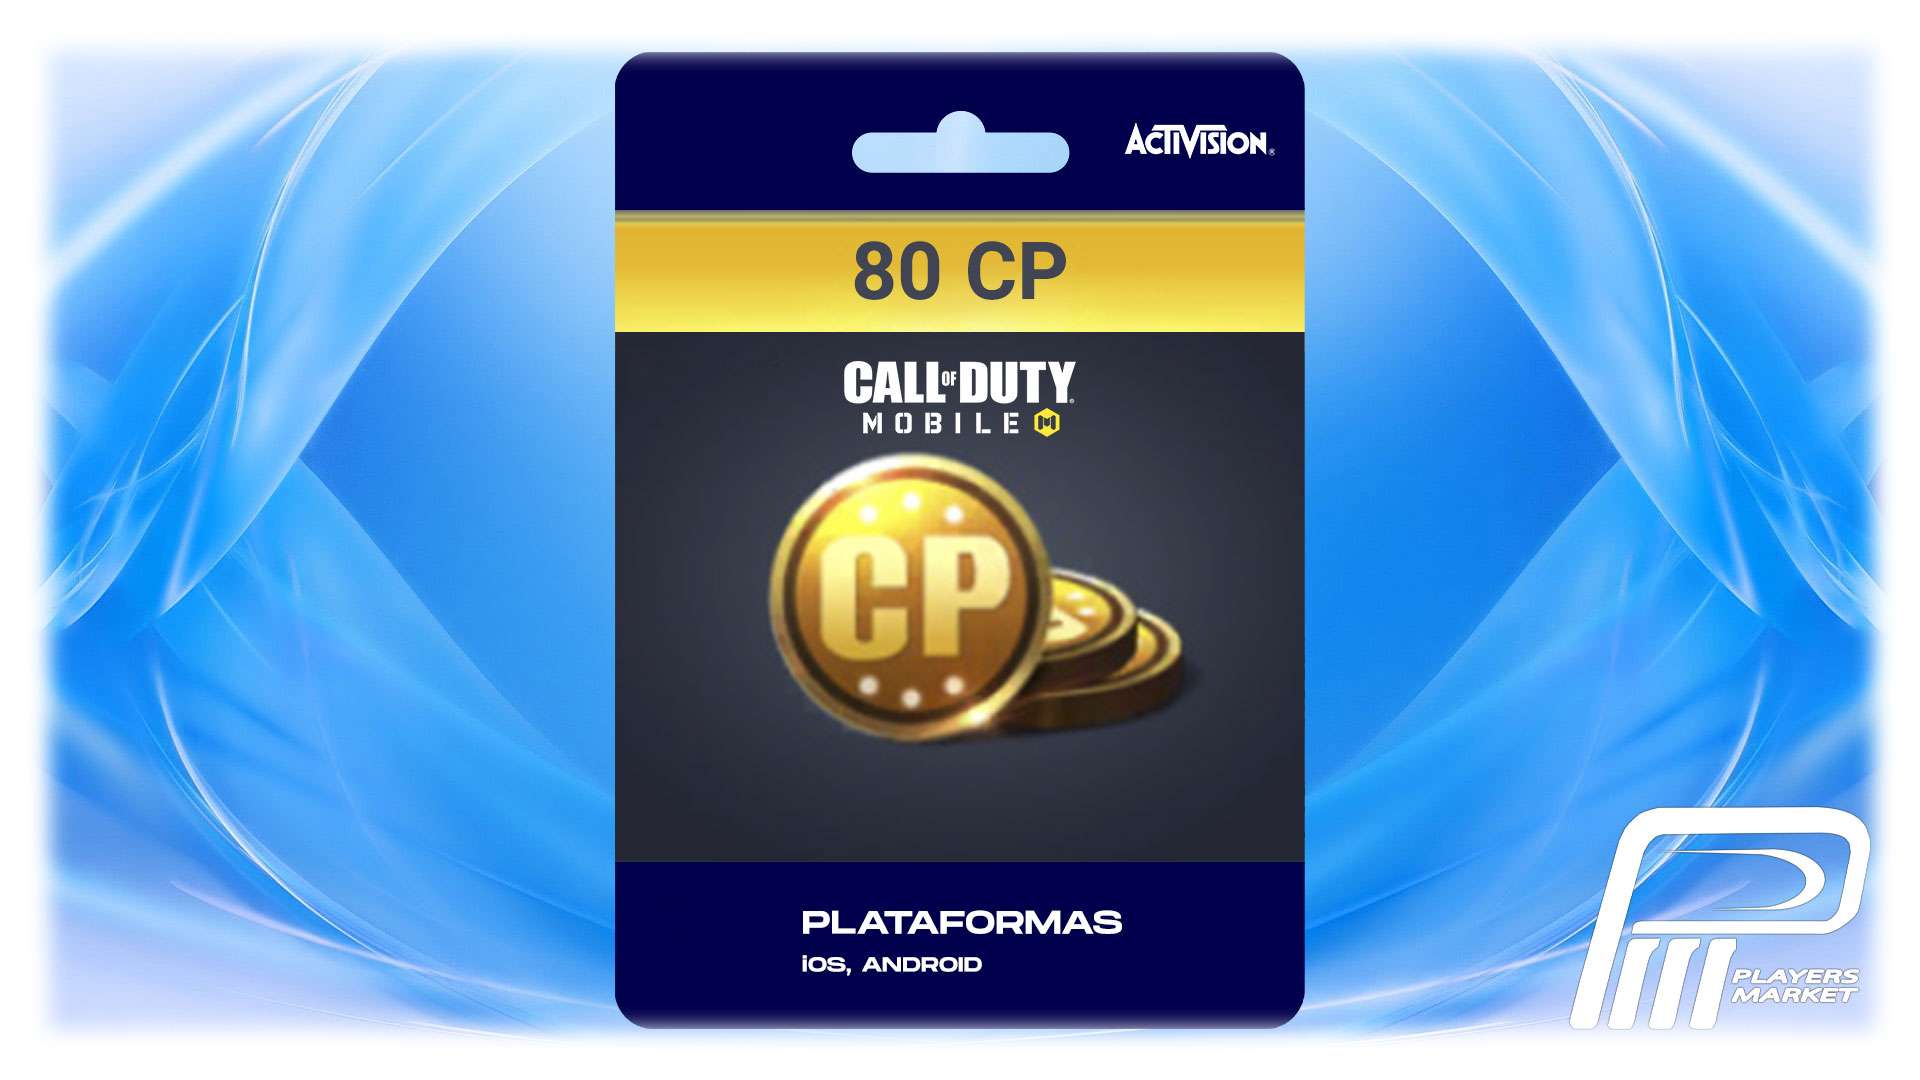 ACTIVISION®
80 CP
CALL OF DUTY®
MOBILE
CP
PLATAFORMAS
iOS, ANDROID
PLAYERS
MARKET